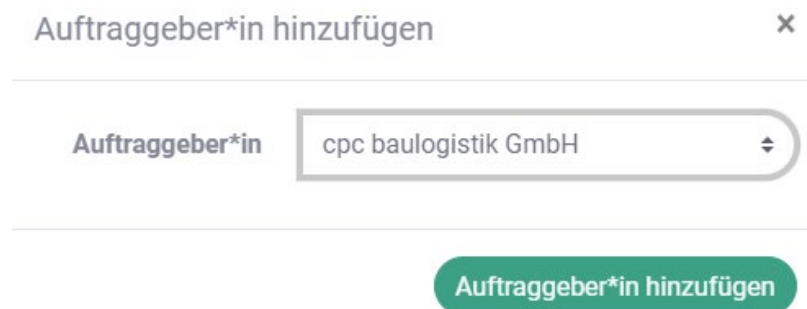 Auftraggeber*in hinzufügen ×
Auftraggeber*in cpc baulogistik GmbH
Auftraggeber*in hinzufügen